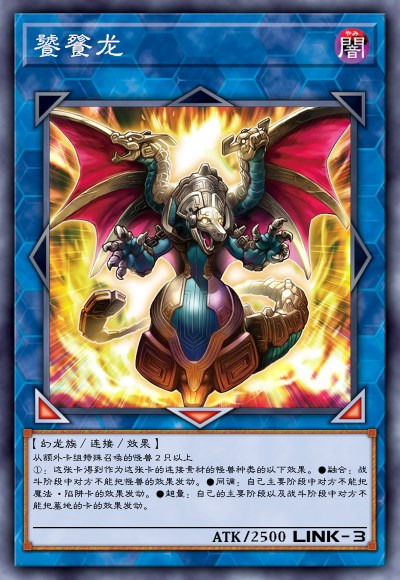 饕餮龙
やみ
闇
【幻龙族／连接／效果】
从额外卡组特殊召唤的怪兽2只以上
①：这张卡得到作为这张卡的连接素材的怪兽种类的以下效果。●融合：战
斗阶段中对方不能把怪兽的效果发动。●同调：自己主要阶段中对方不能把
魔法·陷阱卡的效果发动。●超量：自己的主要阶段以及战斗阶段中对方不
能把墓地的卡的效果发动。
ATK/2500 LINK-3